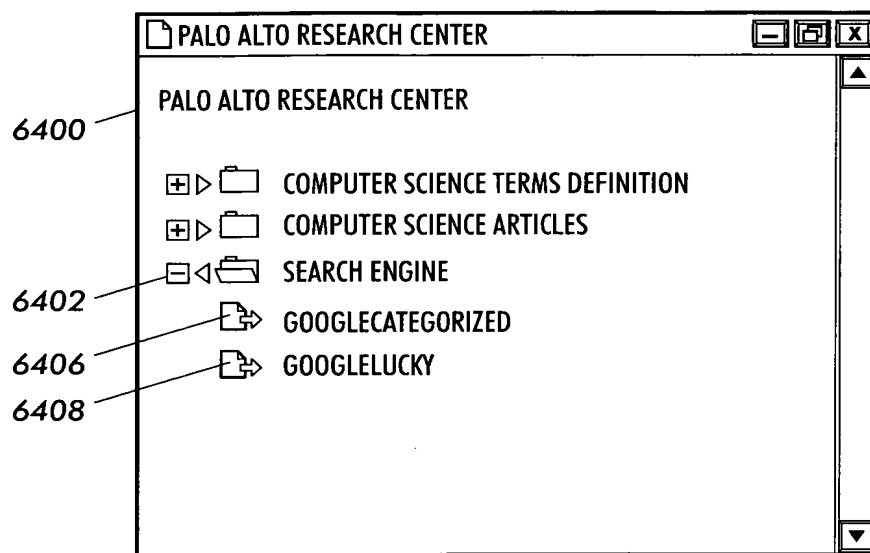 PALO ALTO RESEARCH CENTER
PALO ALTO RESEARCH CENTER
6400
COMPUTER SCIENCE TERMS DEFINITION
COMPUTER SCIENCE ARTICLES
SEARCH ENGINE
6402
GOOGLECATEGORIZED
6406
GOOGLELUCKY
6408